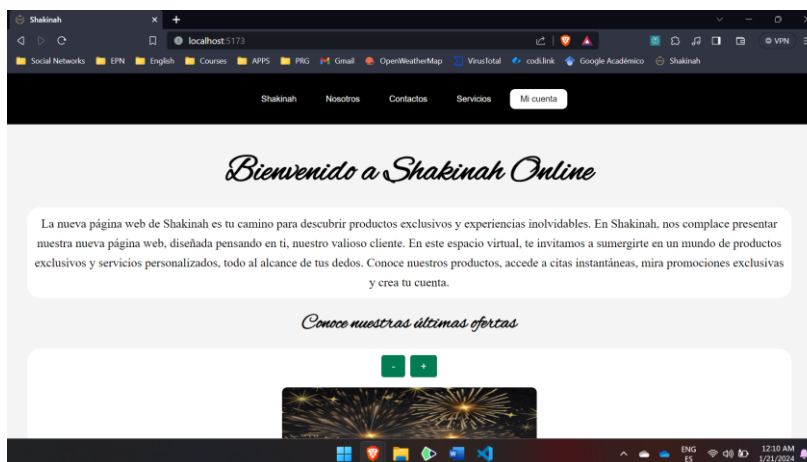 Shakinah
localhost:5173
VPN
Social Networks EPN English Courses APPS PRG Gmail OpenWeatherMap VirusTotal codi.link Google Académico Shakinah
Shakinah Nosotros Contactos Servicios Mi cuenta
Bienvenido a Shakinah Online
La nueva página web de Shakinah es tu camino para descubrir productos exclusivos y experiencias inolvidables. En Shakinah, nos complace presentar
nuestra nueva página web, diseñada pensando en ti, nuestro valioso cliente. En este espacio virtual, te invitamos a sumergirte en un mundo de productos
exclusivos y servicios personalizados, todo al alcance de tus dedos. Conoce nuestros productos, accede a citas instantáneas, mira promociones exclusivas
y crea tu cuenta.
Conoce nuestras últimas ofertas
- +
ENG
ES
12:10 AM
1/21/2024